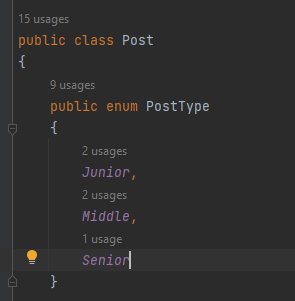 15 usages
public class Post
{
9 usages
public enum PostType
{
2 usages
Junior,
2 usages
Middle,
1 usage
Senior
}